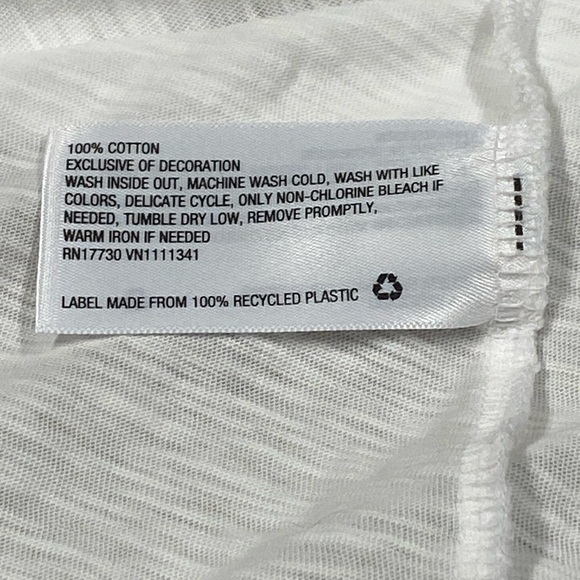 100% COTTON
EXCLUSIVE OF DECORATION
WASH INSIDE OUT, MACHINE WASH COLD, WASH WITH LIKE
COLORS, DELICATE CYCLE, ONLY NON-CHLORINE BLEACH IF
NEEDED, TUMBLE DRY LOW, REMOVE PROMPTLY,
WARM IRON IF NEEDED
RN17730 VN1111341
LABEL MADE FROM 100% RECYCLED PLASTIC